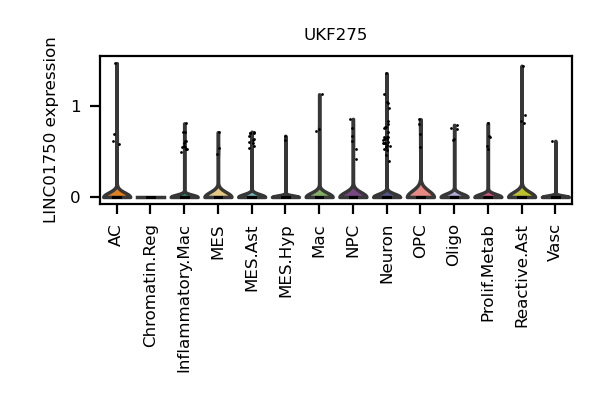 UKF275
LINC01750 expression
1
0
AC
Chromatin.Reg
Inflammatory.Mac
MES
MES.Ast
MES.Hyp
Mac
NPC
Neuron
OPC
Oligo
Prolif.Metab
Reactive.Ast
Vasc